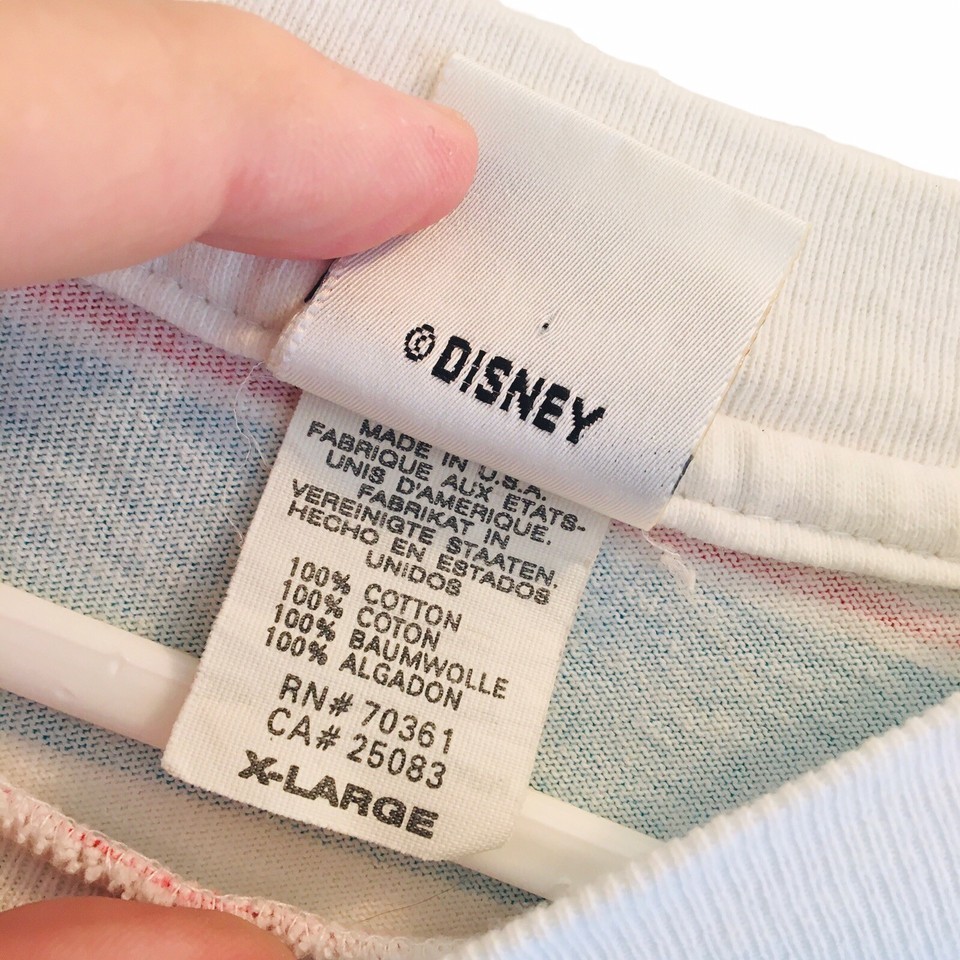 ©DISNEY
MADE IN U.S.A.
FABRIQUE AUX ETATS-
UNIS D'AMERIQUE.
FABRIKAT IN
VEREINIGTE STAATEN.
HECHO EN ESTADOS
UNIDOS
100% COTTON
100% COTON
100% BAUMWOLLE
100% ALGADON
RN# 70361
CA# 25083
X-LARGE